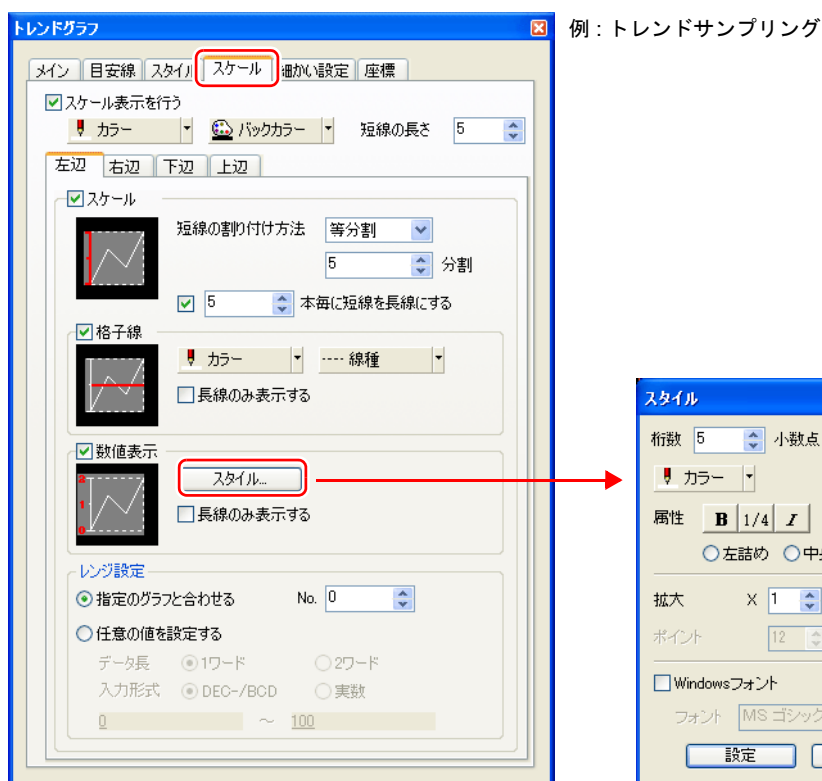 トレンドグラフ
例：トレンドサンプリング
メイン 目安線 スタイル スケール 細かい設定 座標
スケール表示を行う
カラー バックカラー 短線の長さ 5
左辺 右辺 下辺 上辺
スケール
短線の割り付け方法 等分割
5 分割
5 本毎に短線を長線にする
格子線
カラー ---- 線種
長線のみ表示する
数値表示
2
1
0
スタイル...
長線のみ表示する
レンジ設定
指定のグラフと合わせる No. 0
任意の値を設定する
データ長 1ワード 2ワード
入力形式 DEC-/BCD 実数
0 ～ 100
スタイル
桁数 5 小数点
カラー
属性 B 1/4 I
左詰め
拡大 X 1
ポイント 12
Windowsフォント
フォント MS ゴシック
設定